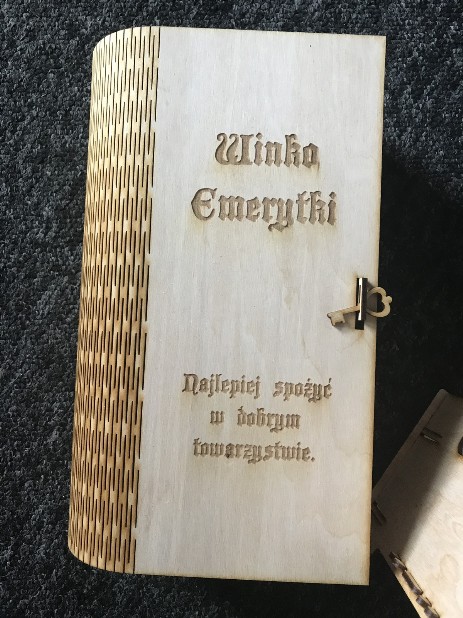 Winko
Emerytki
Najlepiej spożyć
w dobrym
towarzystwie.